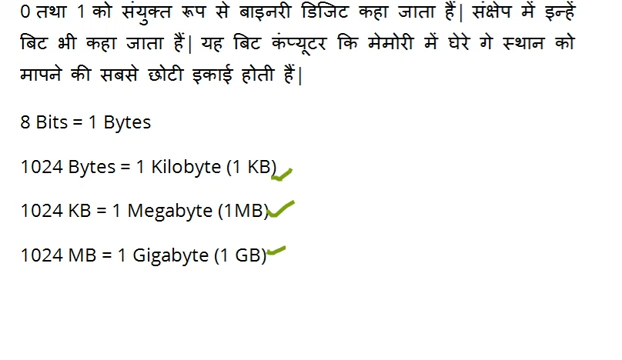 0 तथा 1 को संयुक्त रूप से बाइनरी डिजिट कहा जाता हैं| संक्षेप में इन्हें
बिट भी कहा जाता हैं| यह बिट कंप्यूटर कि मेमोरी में घेरे गे स्थान को
मापने की सबसे छोटी इकाई होती हैं|
8 Bits = 1 Bytes
1024 Bytes = 1 Kilobyte (1 KB)
1024 KB = 1 Megabyte (1MB)
1024 MB = 1 Gigabyte (1 GB)